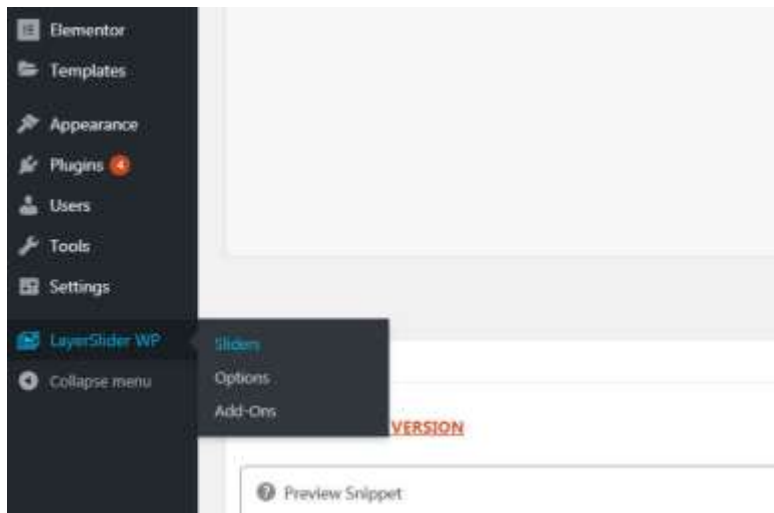 Elementor
Templates
Appearance
Plugins 4
Users
Tools
Settings
LayerSlider WP
Collapse menu
Sliders
Options
Add-Ons
VERSION
Preview Snippet